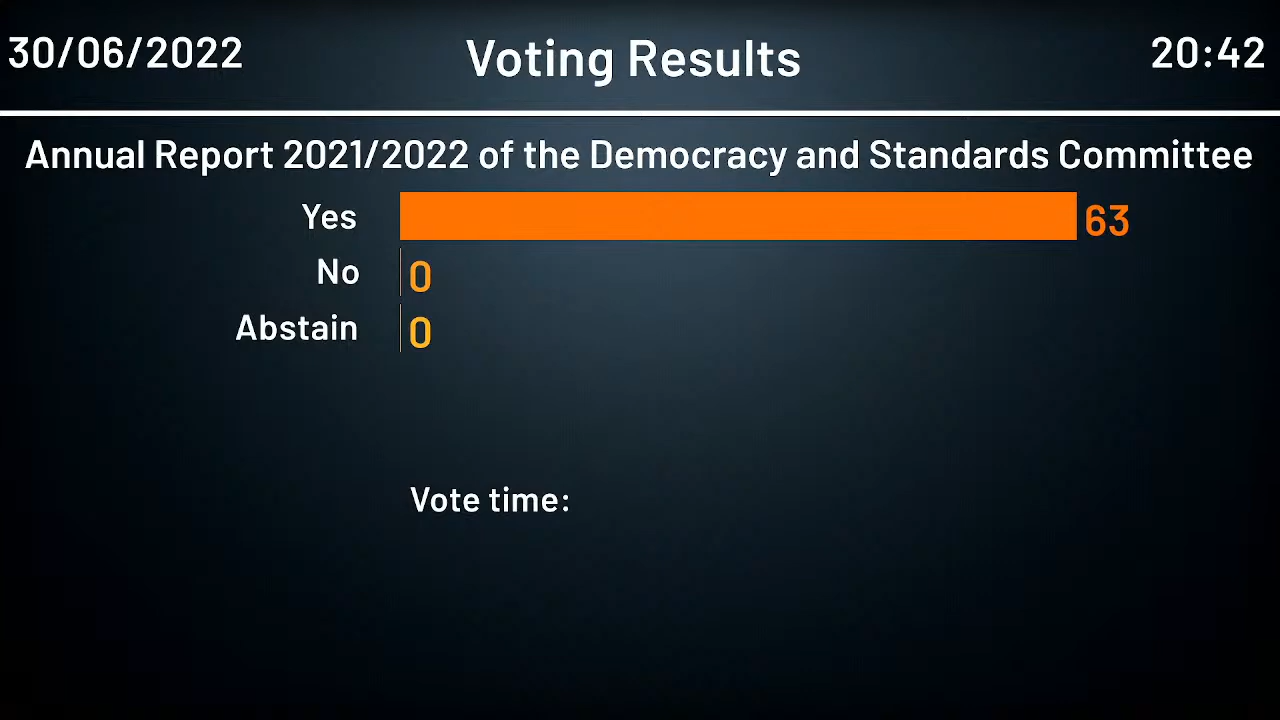 30/06/2022 Voting Results 20:42
Annual Report 2021/2022 of the Democracy and Standards Committee
Yes 63
No 0
Abstain 0
Vote time: